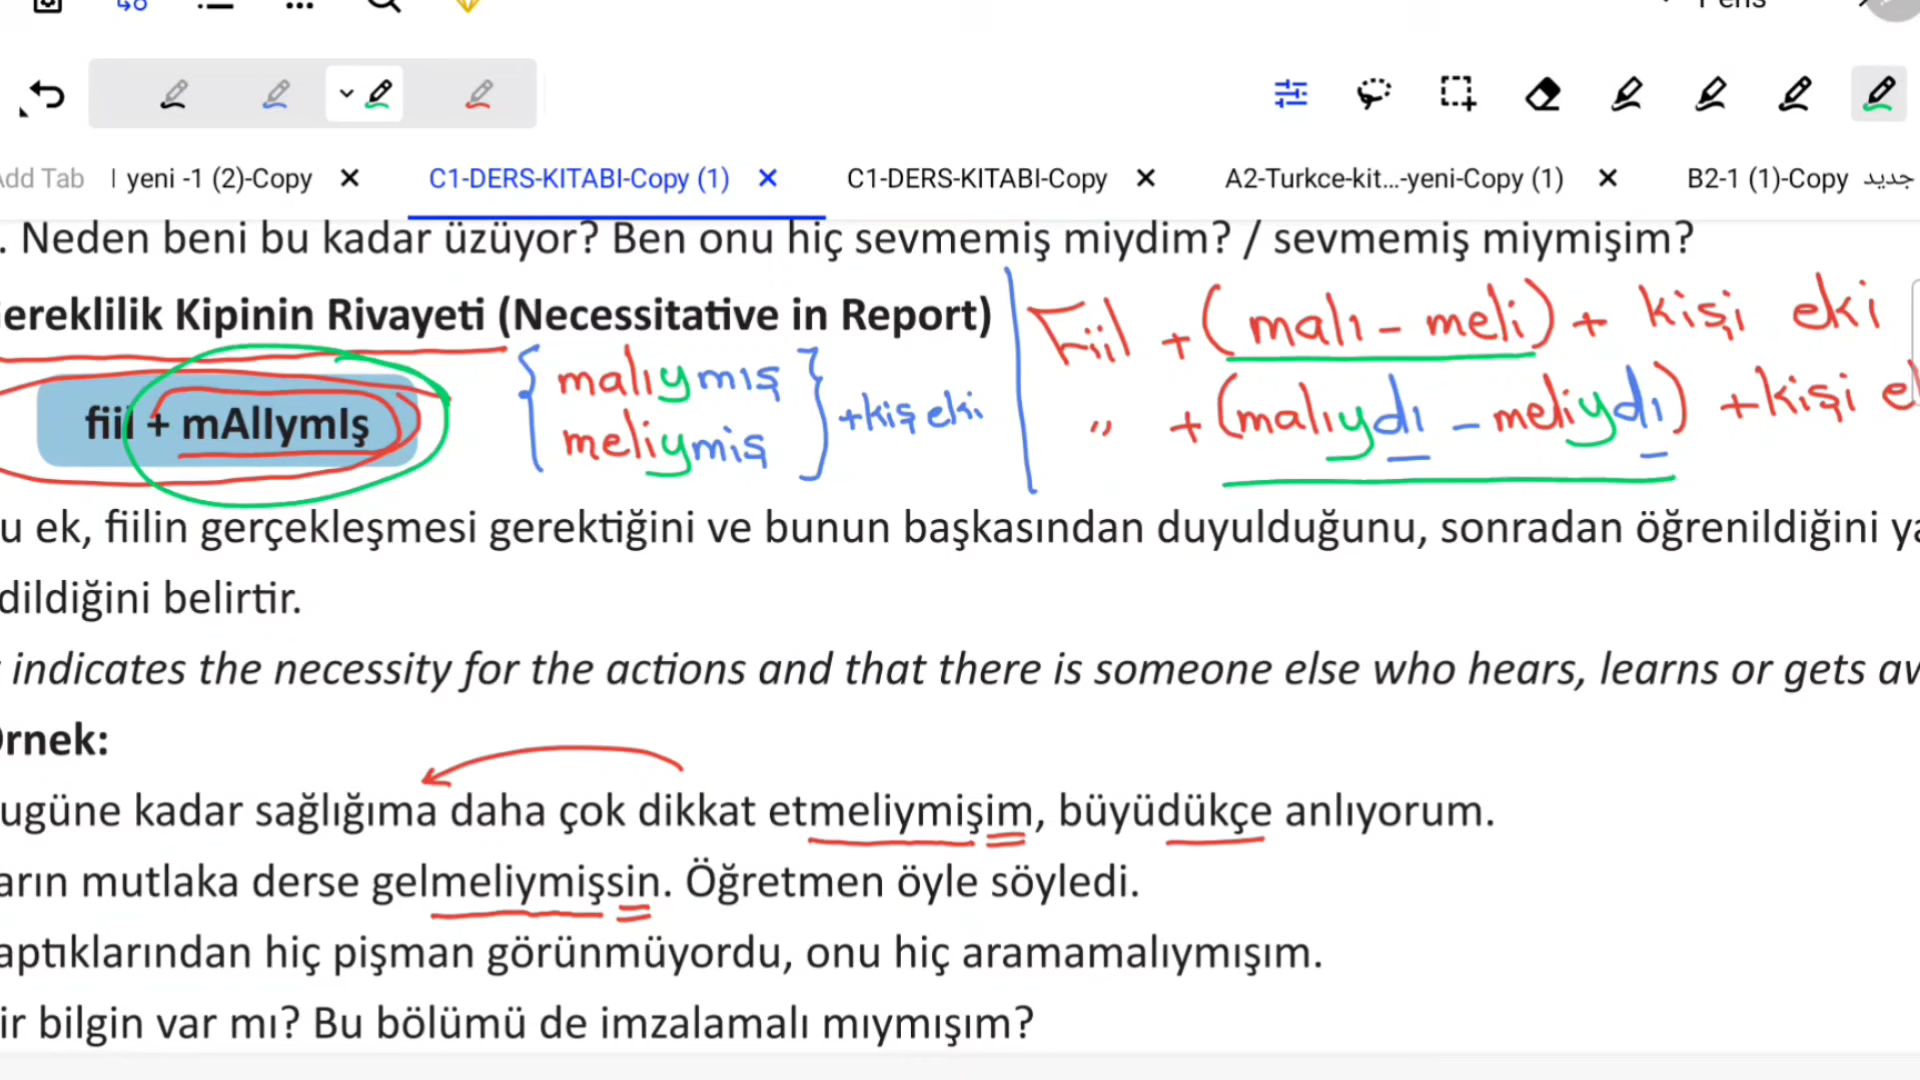 Add Tab
yeni -1 (2)-Copy
C1-DERS-KITABI-Copy (1)
C1-DERS-KITABI-Copy
A2-Turkce-kit...-yeni-Copy (1)
B2-1 (1)-Copy جديد
. Neden beni bu kadar üzüyor? Ben onu hiç sevmemiş miydim? / sevmemiş miymişim?
ereklilik Kipinin Rivayeti (Necessitative in Report)
Fiil + (malı - meli) + kişi eki
fiil + mAlIymIş
malıymış
meliymiş
+kiş eki
" + (malıydı - meliydı) +kişi e
u ek, fiilin gerçekleşmesi gerektiğini ve bunun başkasından duyulduğunu, sonradan öğrenildiğini ya
dildiğini belirtir.
indicates the necessity for the actions and that there is someone else who hears, learns or gets aw
Örnek:
ugüne kadar sağlığıma daha çok dikkat etmeliymişim, büyüdükçe anlıyorum.
arın mutlaka derse gelmeliymişsin. Öğretmen öyle söyledi.
aptıklarından hiç pişman görünmüyordu, onu hiç aramamalıymışım.
ir bilgin var mı? Bu bölümü de imzalamalı mıymışım?